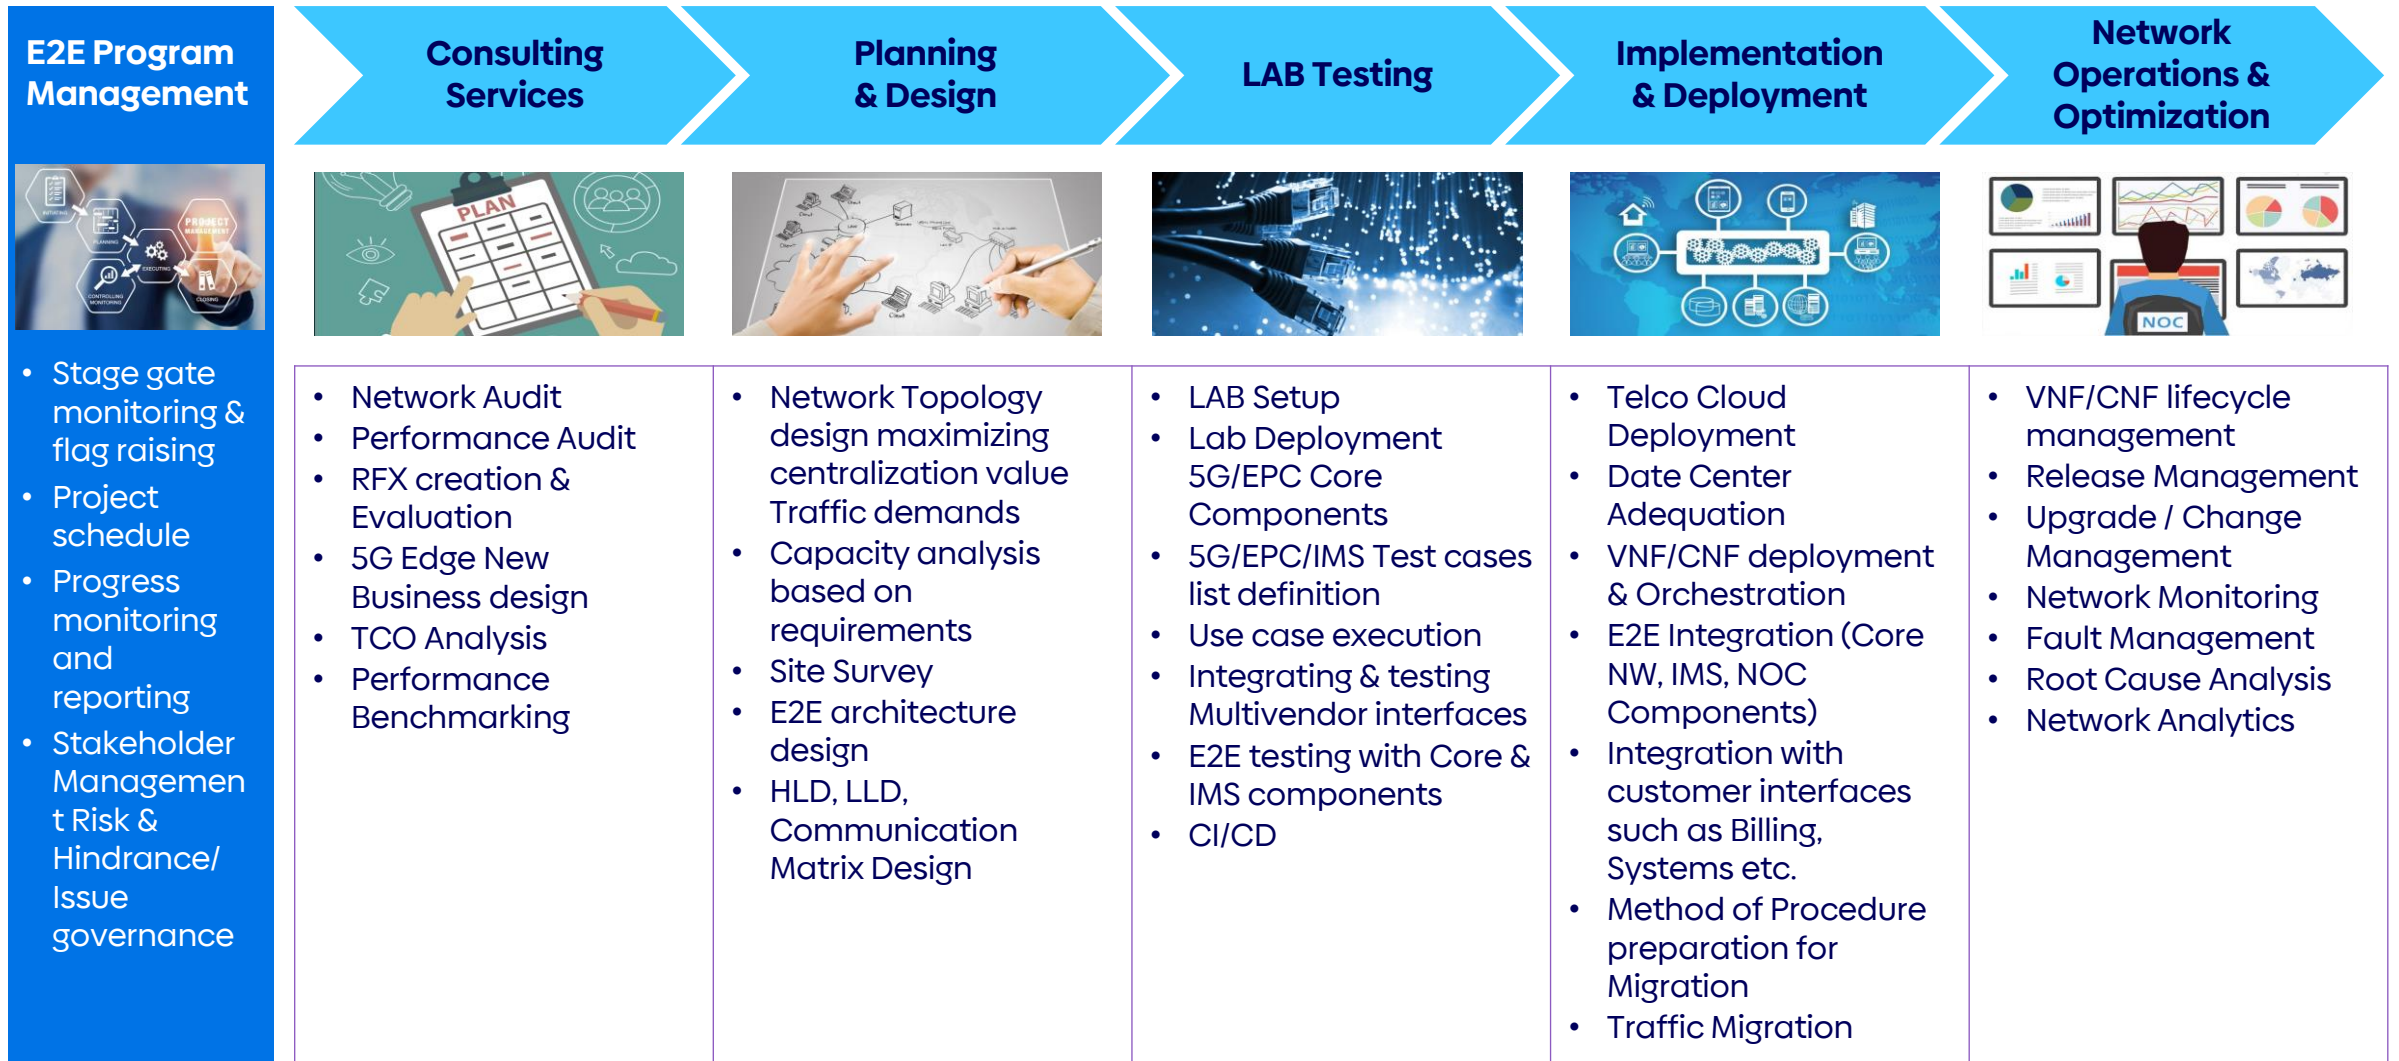 E2E Program
Management
Consulting
Services
Planning
& Design
LAB Testing
Implementation
& Deployment
Network
Operations &
Optimization
INITIATING
PLANNING
PROJECT
MANAGEMENT
EXECUTING
CONTROLLING
MONITORING
CLOSING
PLAN
NOC
• Stage gate
monitoring &
flag raising
• Project
schedule
• Progress
monitoring
and
reporting
• Stakeholder
Managemen
t Risk &
Hindrance/
Issue
governance
• Network Audit
• Performance Audit
• RFX creation &
Evaluation
• 5G Edge New
Business design
• TCO Analysis
• Performance
Benchmarking
• Network Topology
design maximizing
centralization value
Traffic demands
• Capacity analysis
based on
requirements
• Site Survey
• E2E architecture
design
• HLD, LLD,
Communication
Matrix Design
• LAB Setup
• Lab Deployment
5G/EPC Core
Components
• 5G/EPC/IMS Test cases
list definition
• Use case execution
• Integrating & testing
Multivendor interfaces
• E2E testing with Core &
IMS components
• CI/CD
• Telco Cloud
Deployment
• Date Center
Adequation
• VNF/CNF deployment
& Orchestration
• E2E Integration (Core
NW, IMS, NOC
Components)
• Integration with
customer interfaces
such as Billing,
Systems etc.
• Method of Procedure
preparation for
Migration
• Traffic Migration
• VNF/CNF lifecycle
management
• Release Management
• Upgrade / Change
Management
• Network Monitoring
• Fault Management
• Root Cause Analysis
• Network Analytics